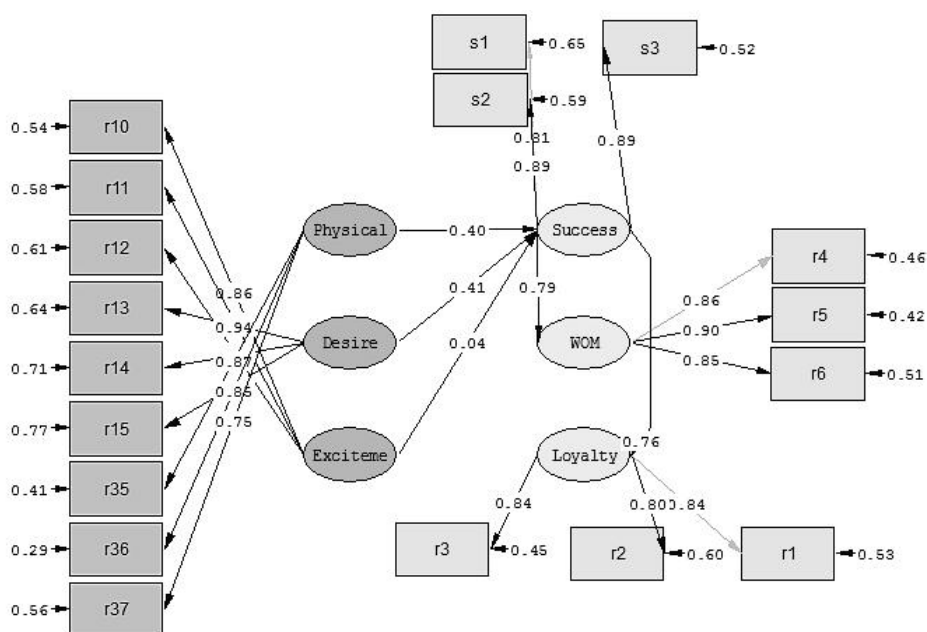 s1
0.65
s3
0.52
s2
0.59
0.54
r10
0.81
0.89
0.89
0.58
r11
0.61
r12
Physical
0.40
Success
r4
0.46
0.64
r13
0.86
0.41
0.79
0.86
r5
0.42
0.94
Desire
0.04
WOM
0.90
0.71
r14
0.87
0.85
r6
0.51
0.77
r15
0.85
0.75
Exciteme
Loyalty
0.76
0.41
r35
0.84
0.80
0.84
0.29
r36
r3
0.45
r2
0.60
r1
0.53
0.56
r37